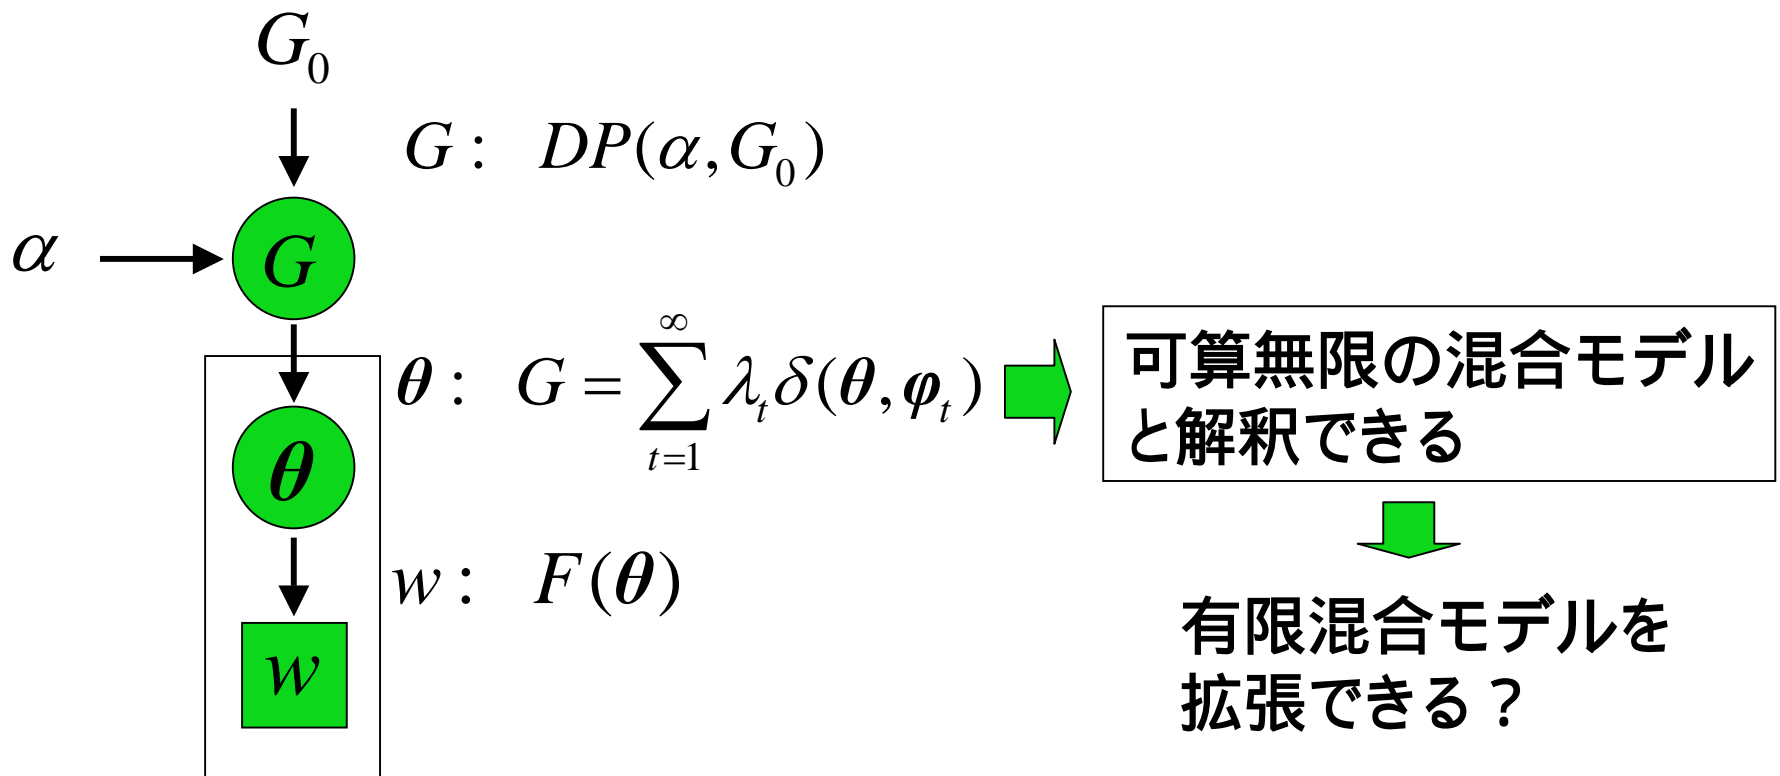 G₀
G : DP(α, G₀)
α
G
θ : G = ∑_{t=1}^{∞} λ_t δ(θ, φ_t)
可算無限の混合モデル
と解釈できる
θ
w : F(θ)
w
有限混合モデルを
拡張できる？